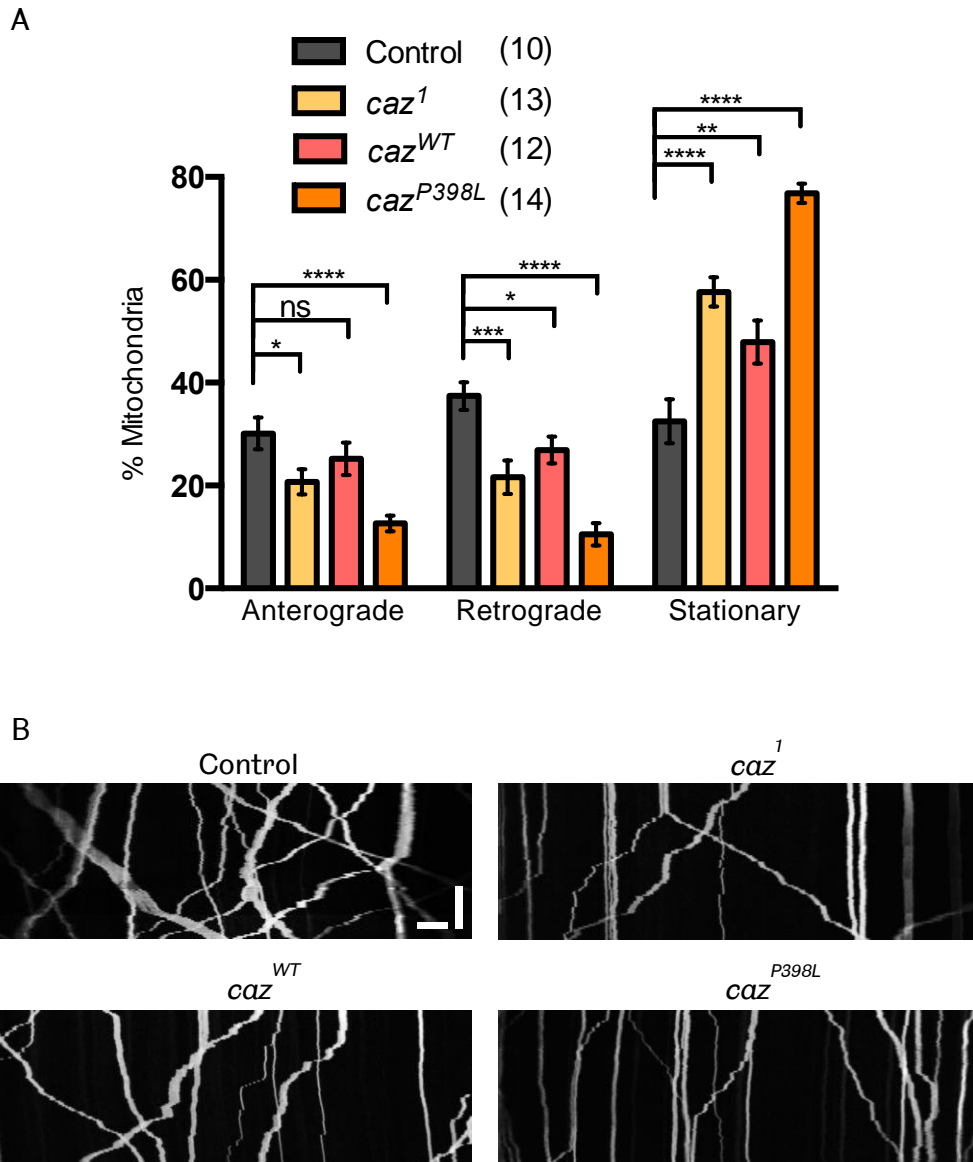 A
Control (10)
caz1 (13)
cazWT (12)
cazP398L (14)
****
**
****
80
60
40
20
0
% Mitochondria
****
ns
*
****
*
***
Anterograde Retrograde Stationary
B
Control caz1
cazWT cazP398L